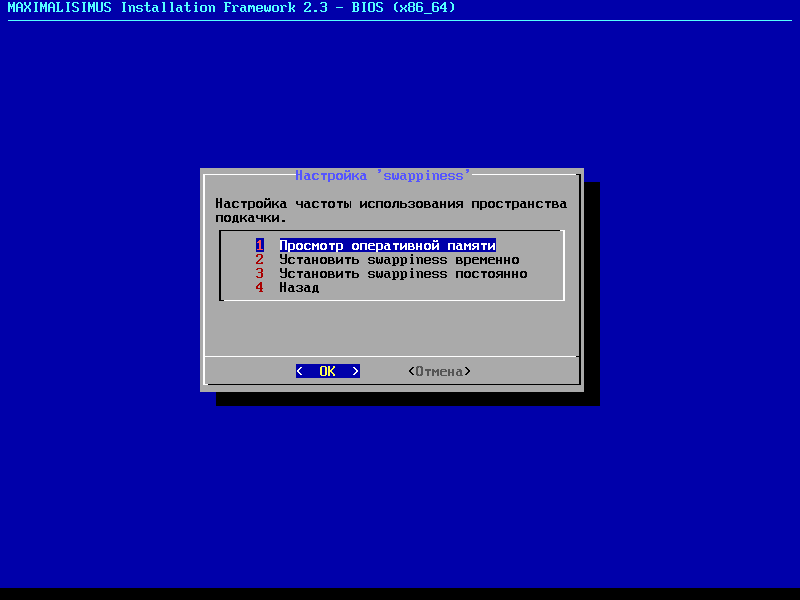 MAXIMALISIMUS Installation Framework 2.3 - BIOS (x86_64)
Настройка 'swappiness'
Настройка частоты использования пространства
подкачки.
1 Просмотр оперативной памяти
2 Установить swappiness временно
3 Установить swappiness постоянно
4 Назад
< OK > <Отмена>